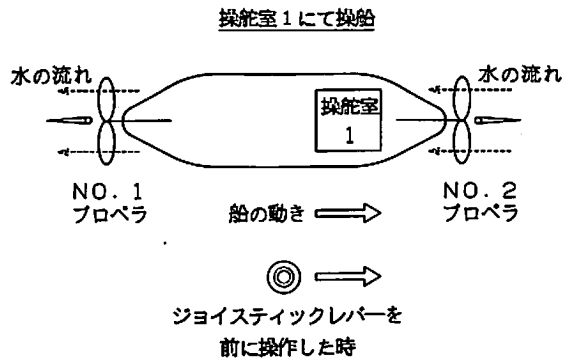 操舵室1にて操船
水の流れ
水の流れ
操舵室
1
NO.1
プロペラ
NO.2
プロペラ
船の動き
ジョイスティックレバーを
前に操作した時